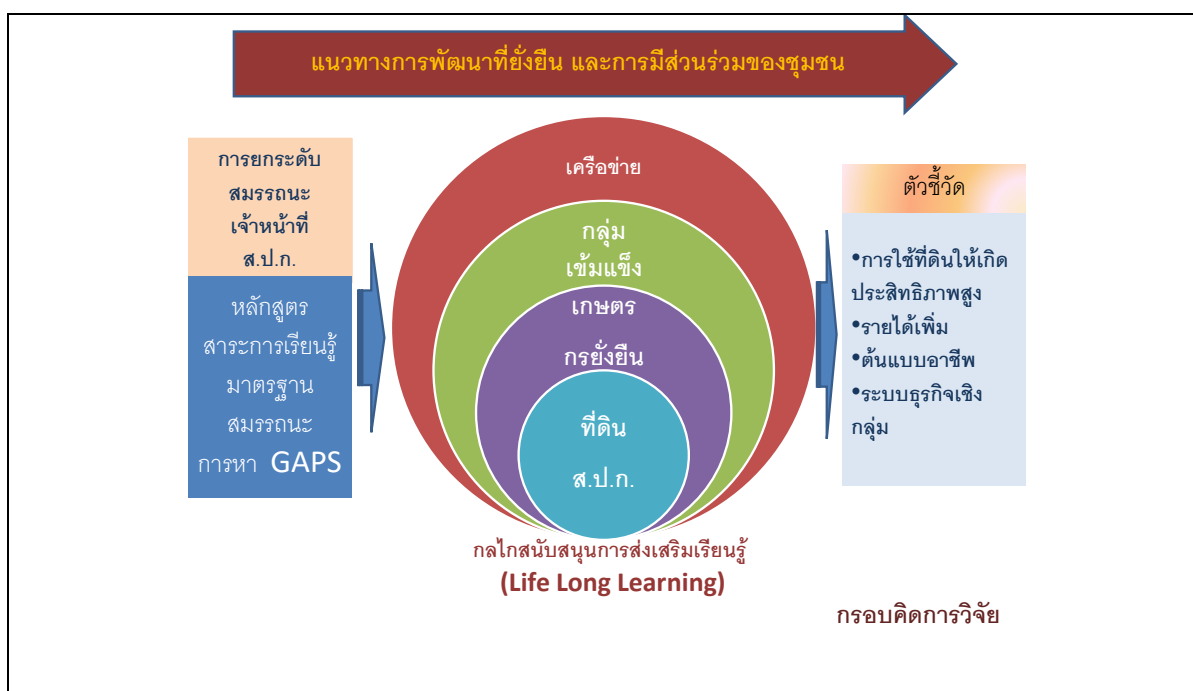 แนวทางการพัฒนาที่ยั่งยืน และการมีส่วนร่วมของชุมชน
การยกระดับ
สมรรถนะ
เจ้าหน้าที่
ส.ป.ก.
หลักสูตร
สาระการเรียนรู้
มาตรฐาน
สมรรถนะ
การหา GAPS
เครือข่าย
กลุ่ม
เข้มแข็ง
เกษตร
กรยั่งยืน
ที่ดิน
ส.ป.ก.
กลไกสนับสนุนการส่งเสริมเรียนรู้
(Life Long Learning)
ตัวชี้วัด
•การใช้ที่ดินให้เกิด
ประสิทธิภาพสูง
•รายได้เพิ่ม
•ต้นแบบอาชีพ
•ระบบธุรกิจเชิง
กลุ่ม
กรอบคิดการวิจัย